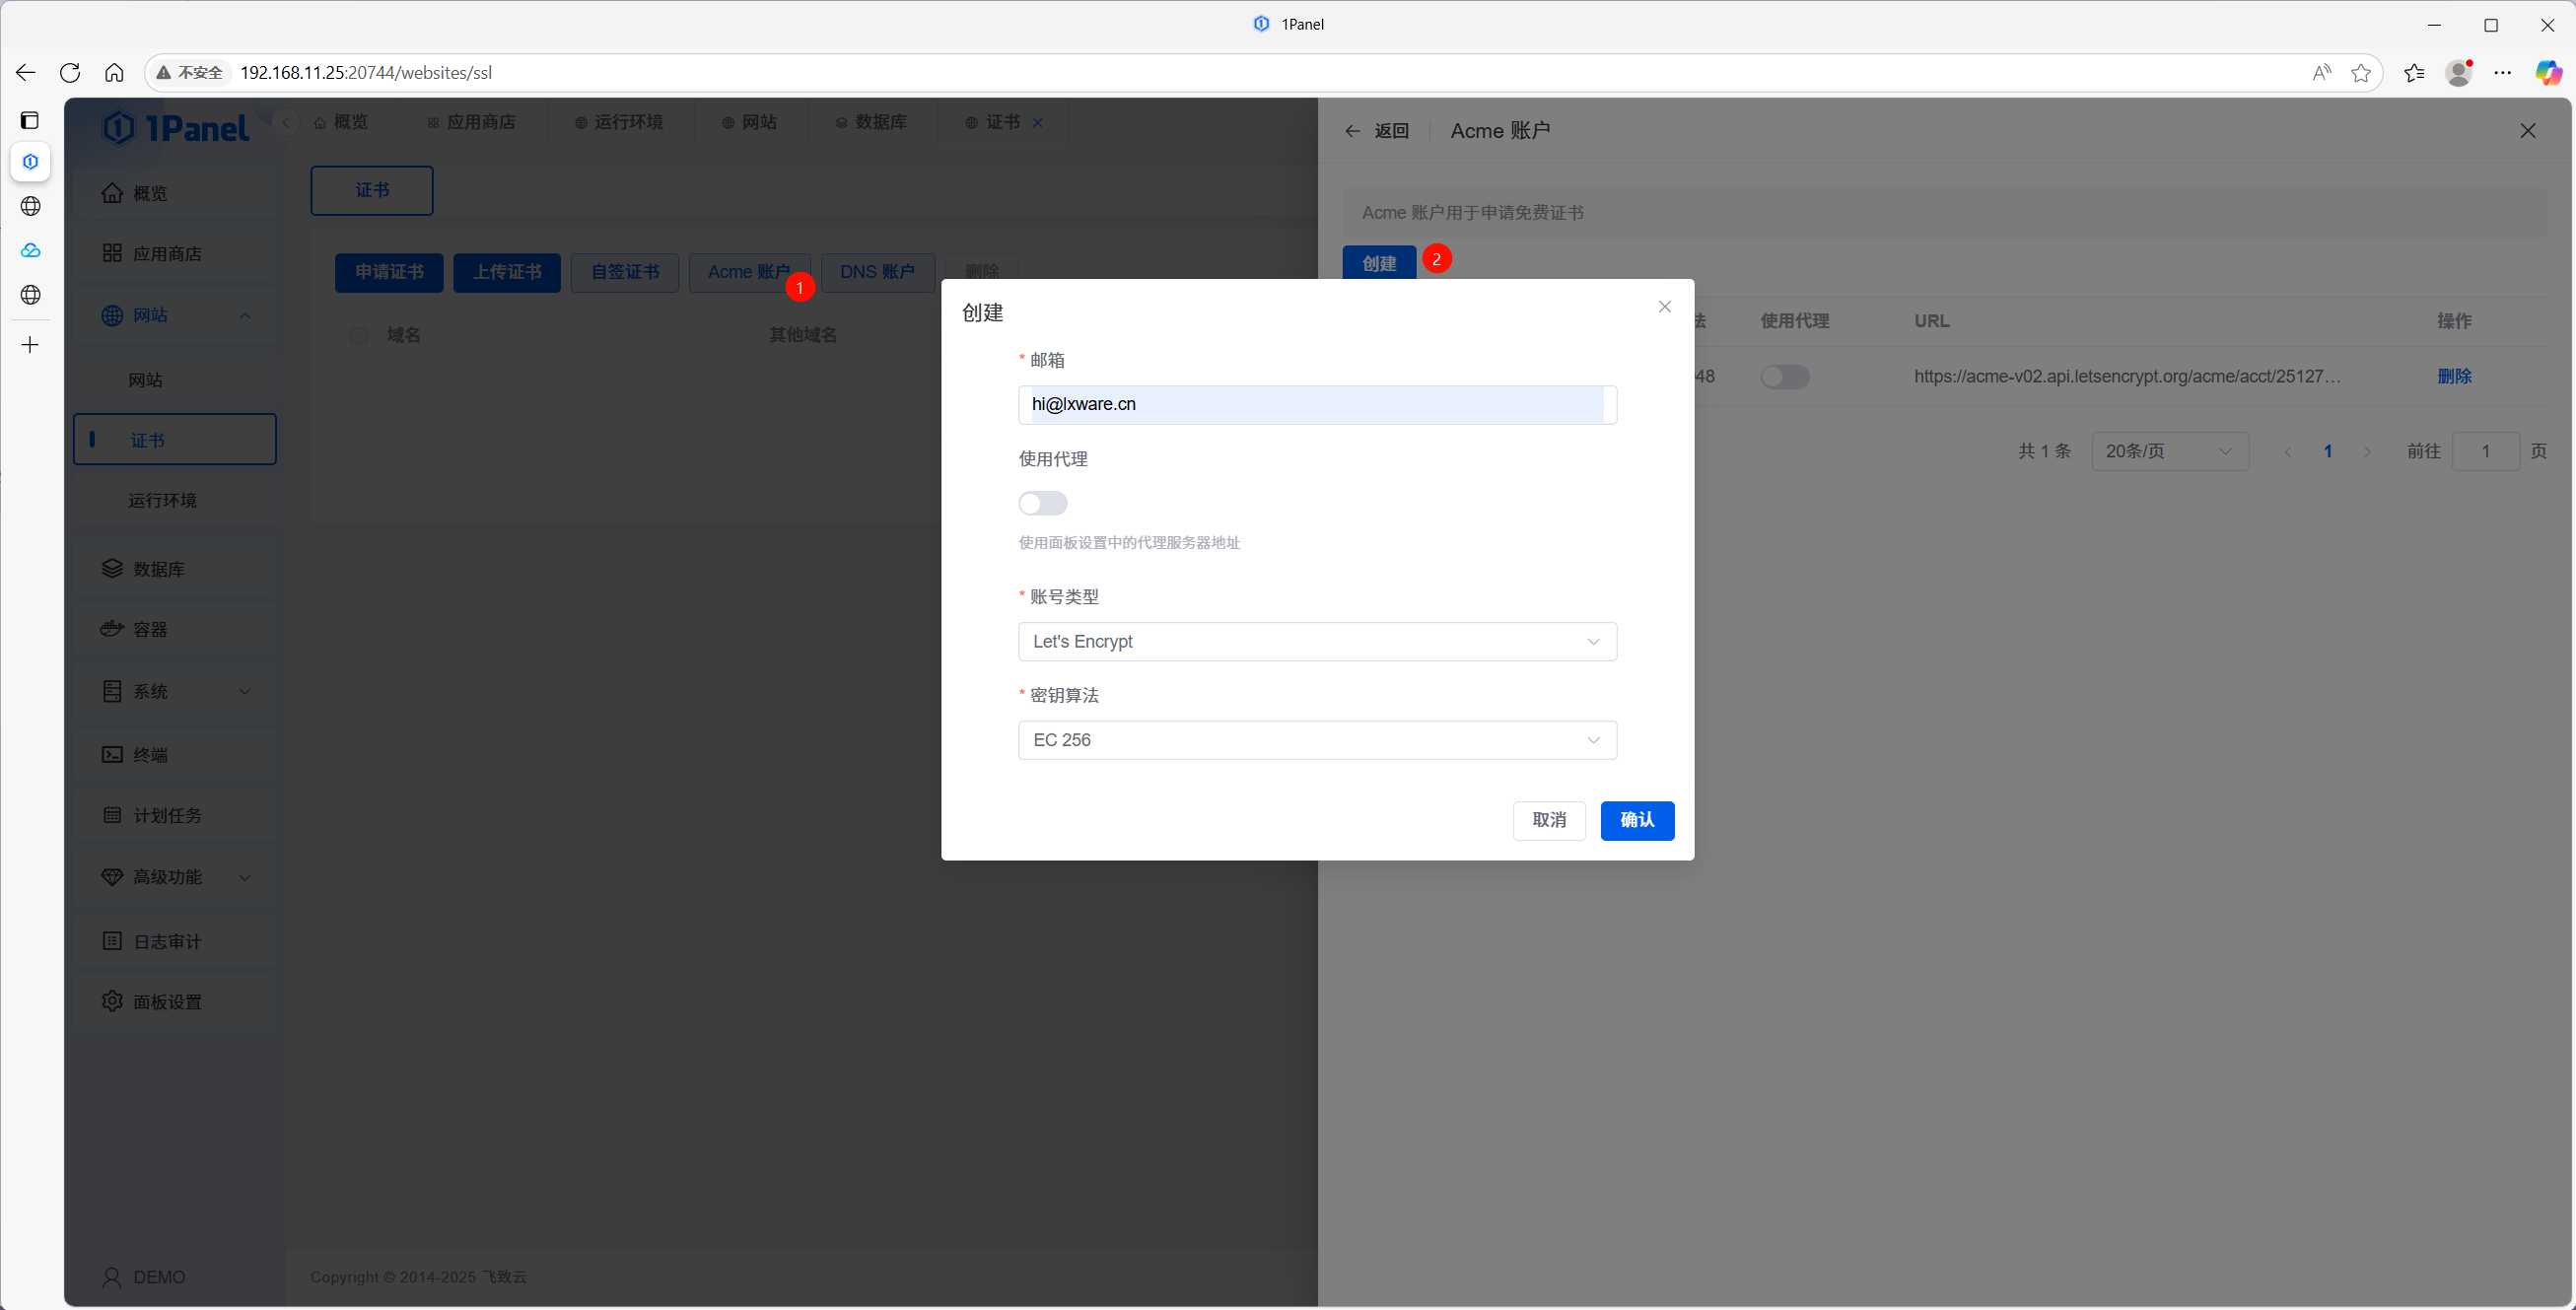 1Panel
不安全
192.168.11.25:20744/websites/ssl
1Panel
概览
应用商店
运行环境
网站
数据库
证书
返回
Acme 账户
概览
应用商店
网站
网站
证书
运行环境
数据库
容器
系统
终端
计划任务
高级功能
日志审计
面板设置
DEMO
证书
申请证书
上传证书
自签证书
Acme 账户
DNS 账户
删除
1
域名
其他域名
Copyright © 2014-2025 飞致云
Acme 账户用于申请免费证书
创建
2
法
使用代理
URL
操作
48
https://acme-v02.api.letsencrypt.org/acme/acct/25127...
删除
共 1 条
20条/页
1
前往
1
页
创建
* 邮箱
hi@lxware.cn
使用代理
使用面板设置中的代理服务器地址
* 账号类型
Let's Encrypt
* 密钥算法
EC 256
取消
确认